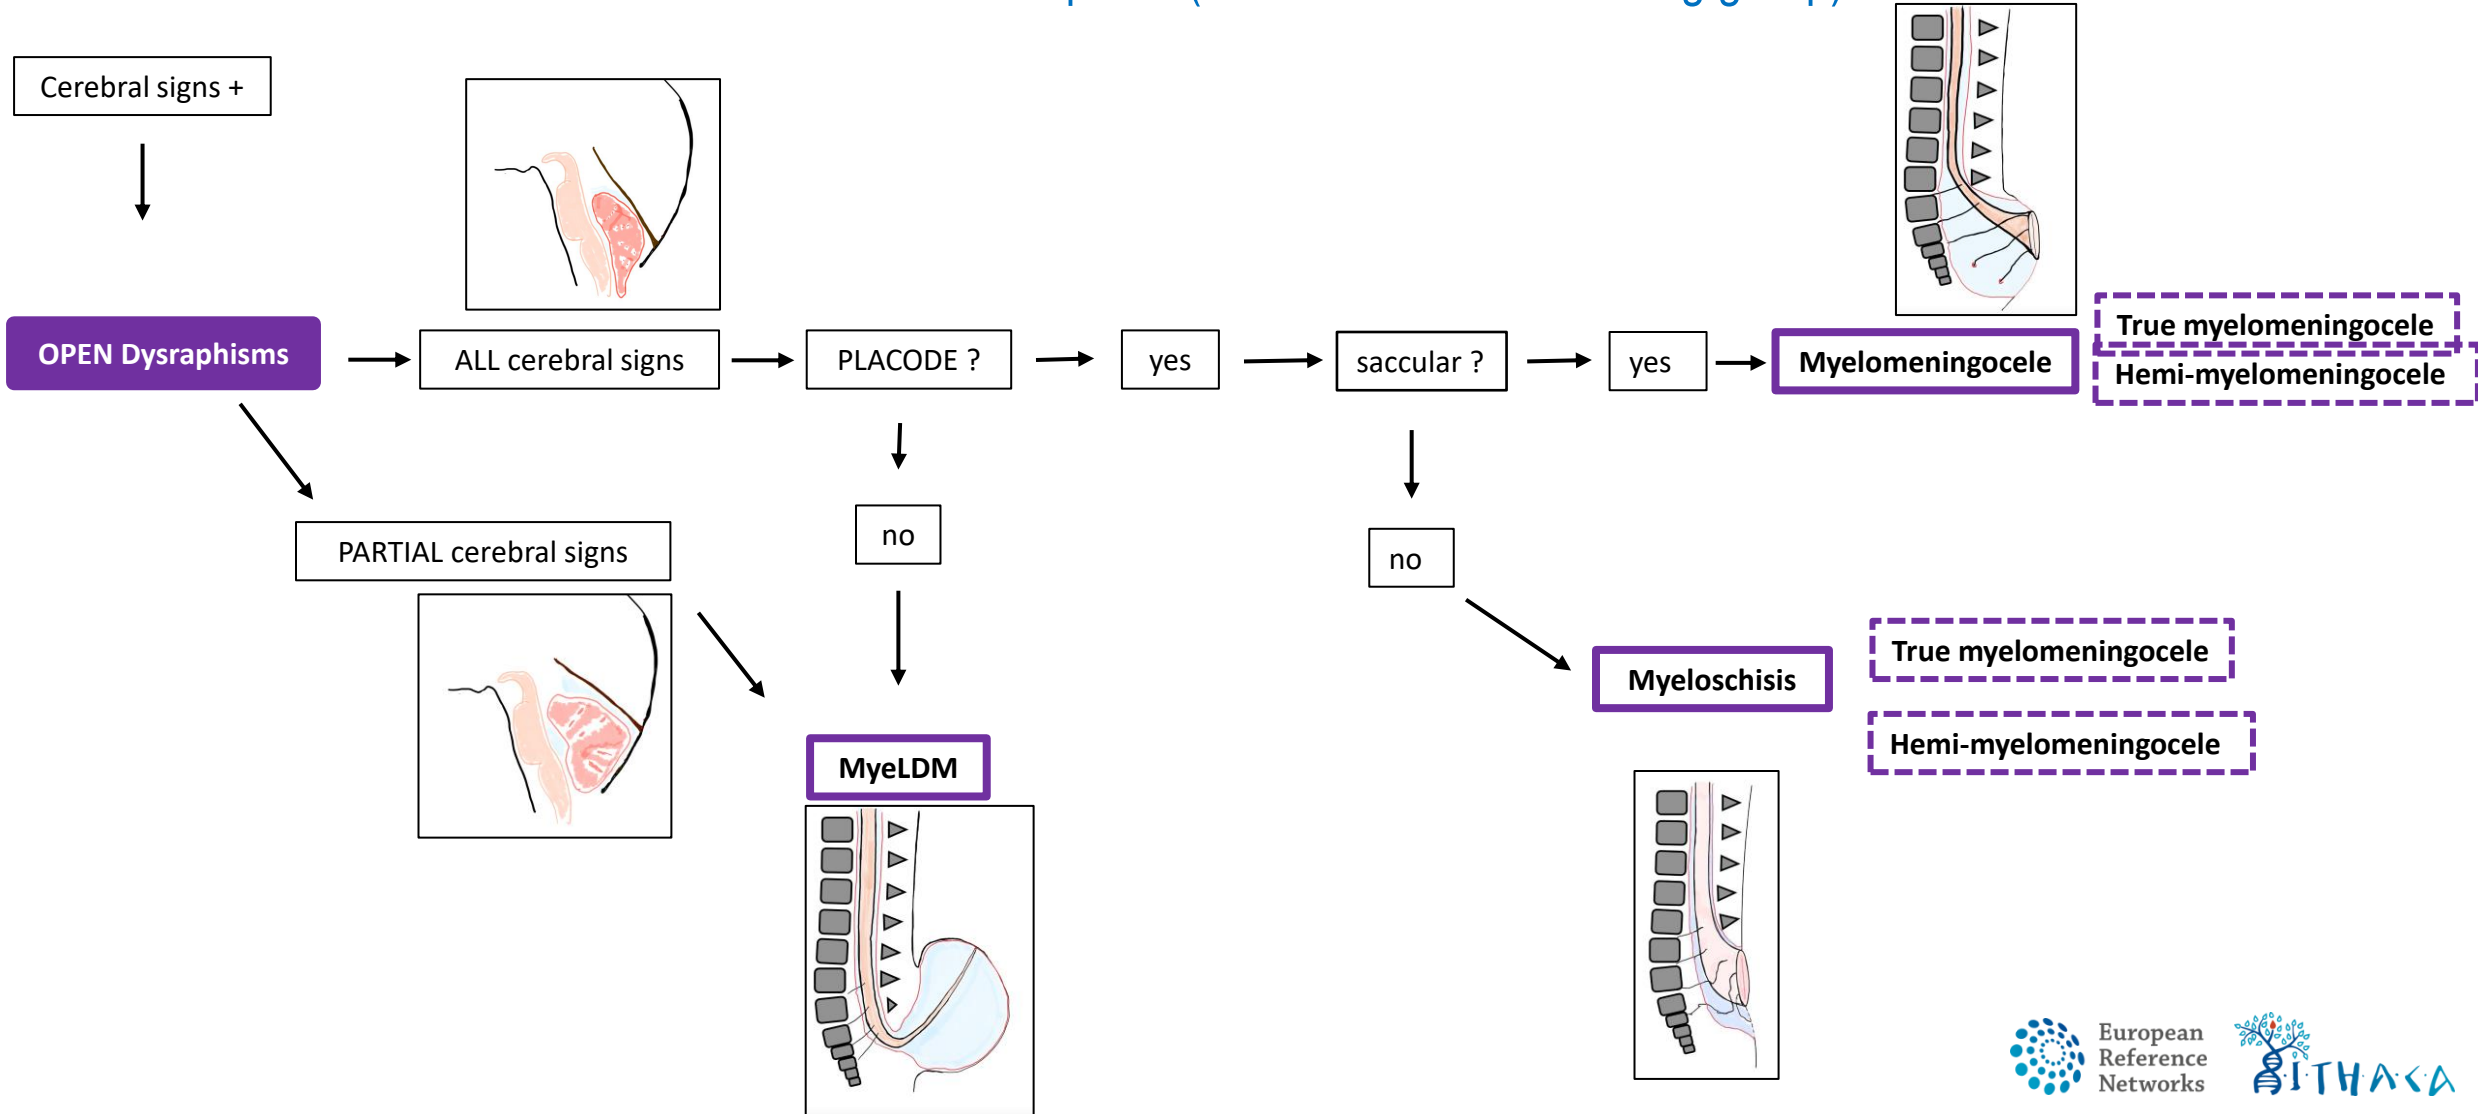 Cerebral signs +
OPEN Dysraphisms
ALL cerebral signs
PLACODE ?
yes
saccular ?
yes
Myelomeningocele
True myelomeningocele
Hemi-myelomeningocele
no
no
PARTIAL cerebral signs
MyeLDM
Myeloschisis
True myelomeningocele
Hemi-myelomeningocele
European
Reference
Networks
ITHACA